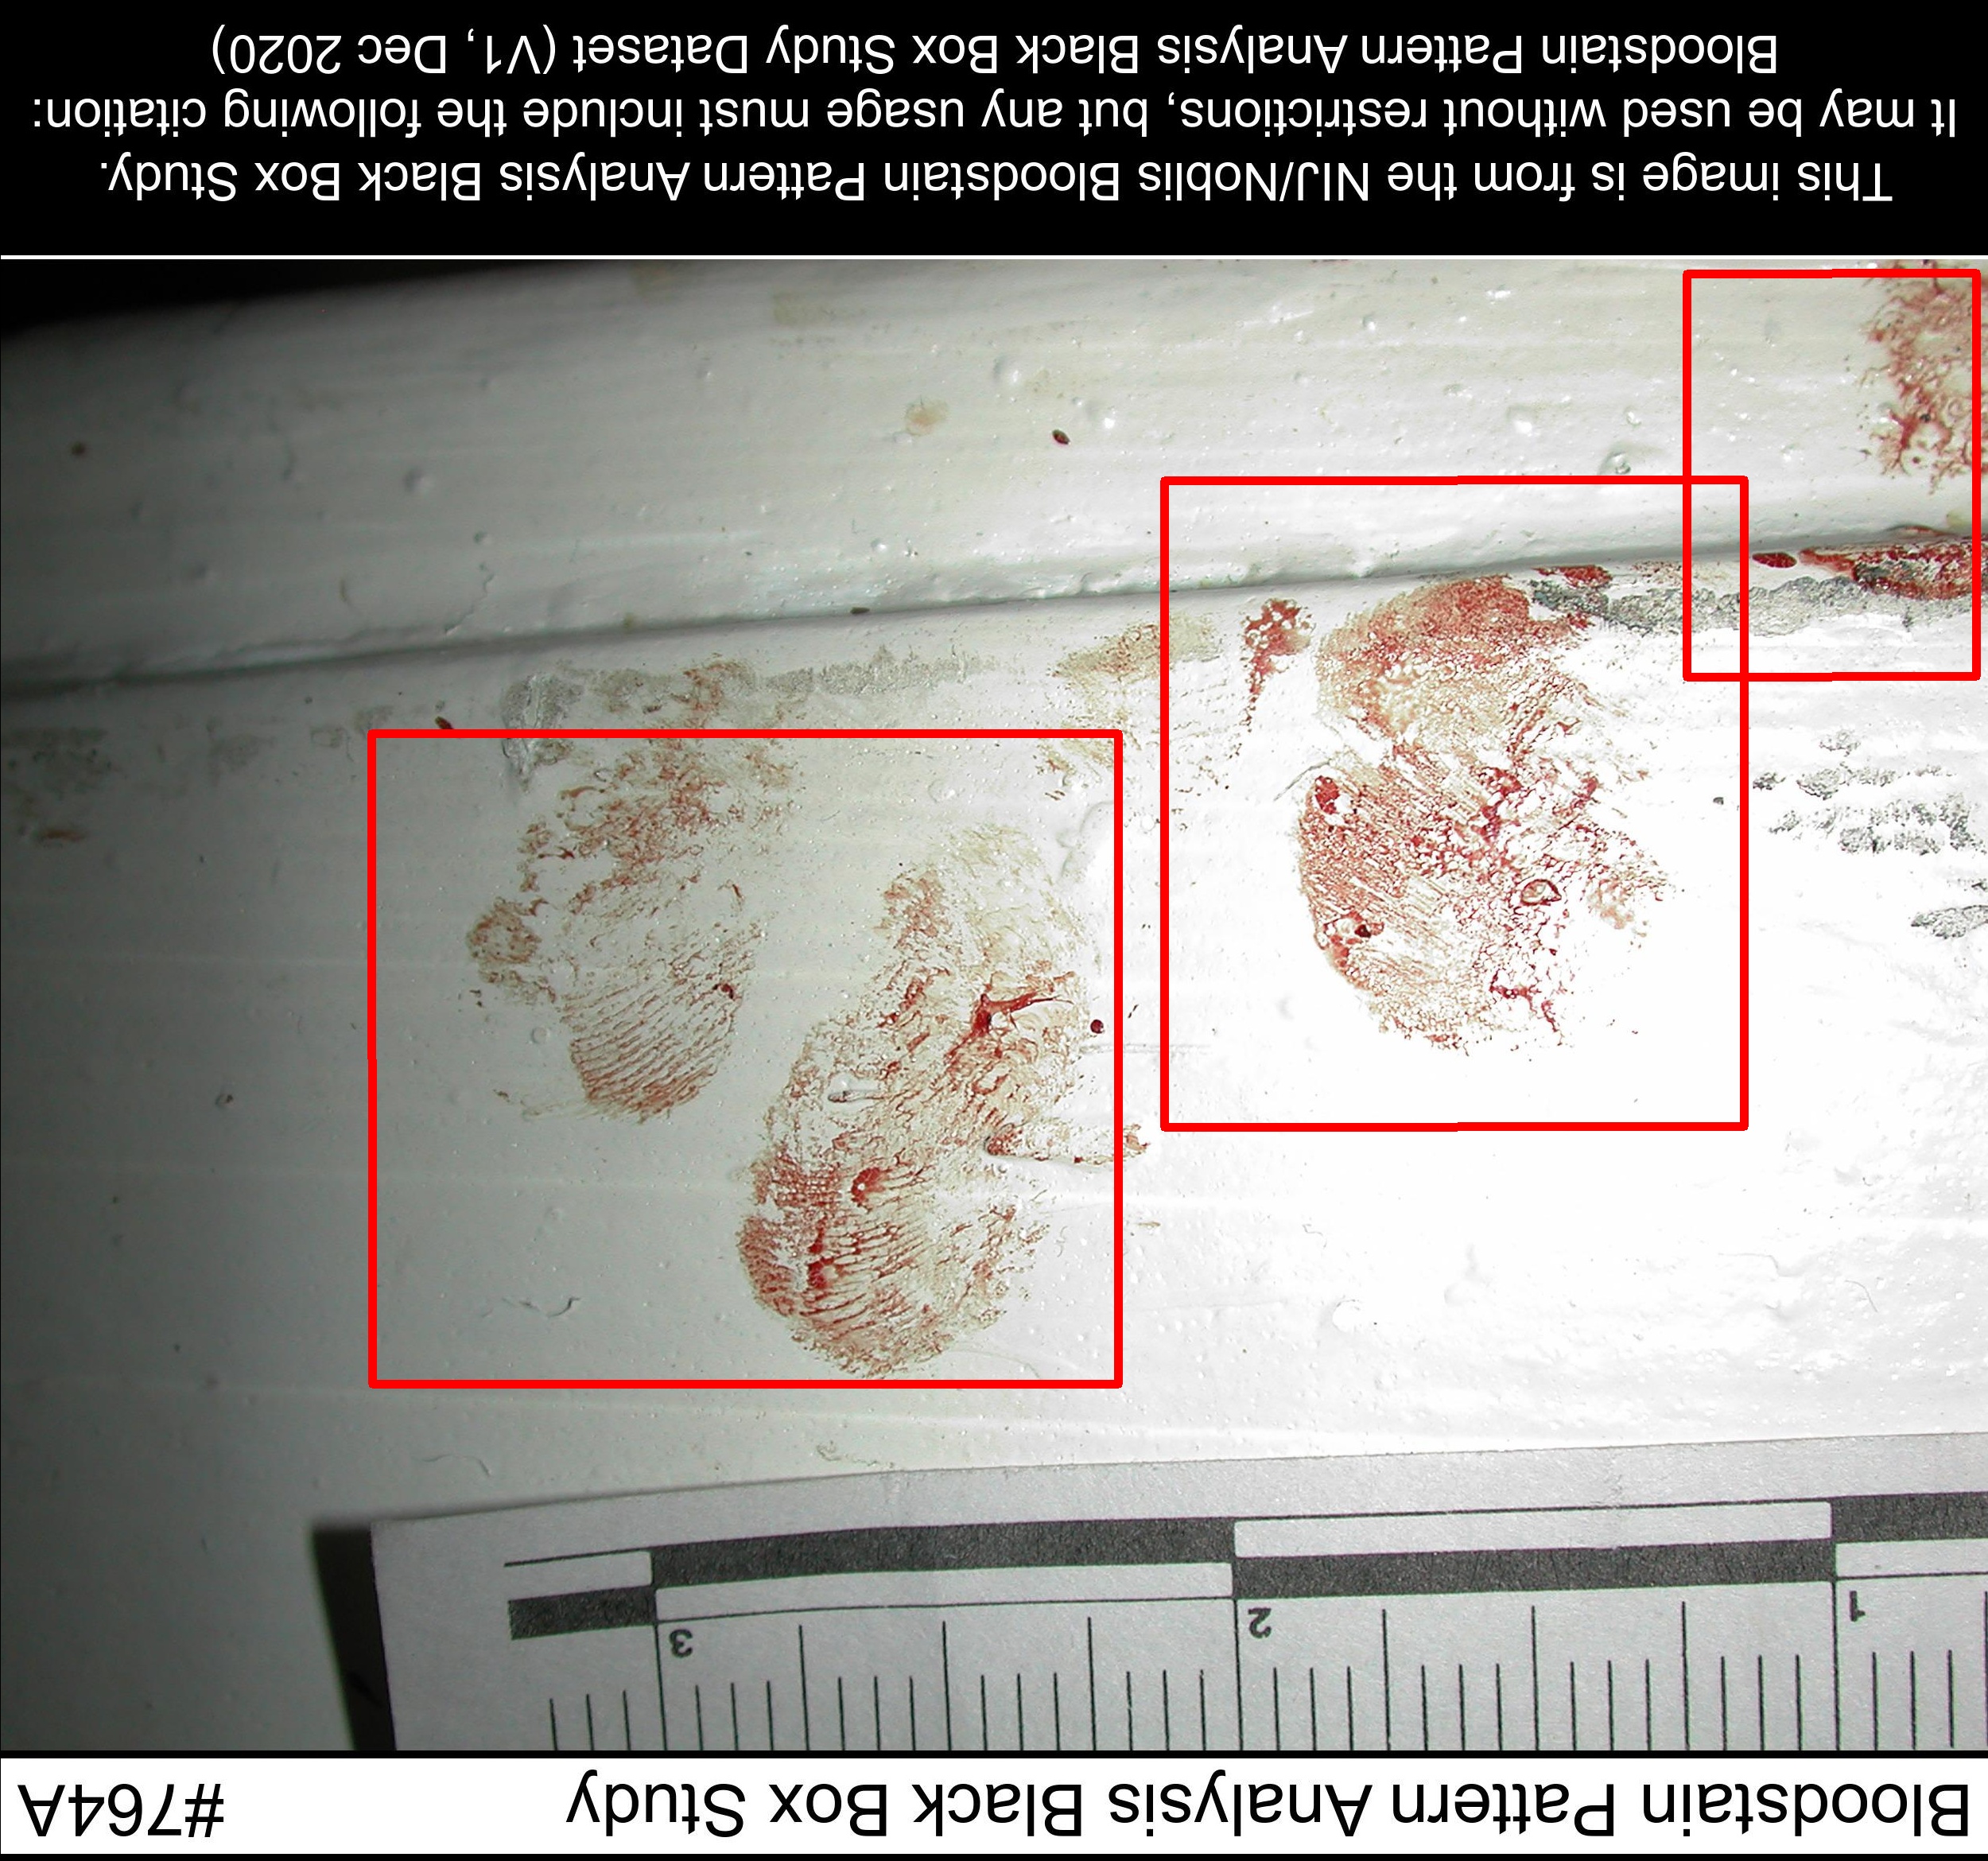 Bloodstain Pattern Analysis Black Box Study #764A
1
2
3
This image is from the NIJ/Noblis Bloodstain Pattern Analysis Black Box Study.
It may be used without restrictions, but any usage must include the following citation:
Bloodstain Pattern Analysis Black Box Study Dataset (V1, Dec 2020)